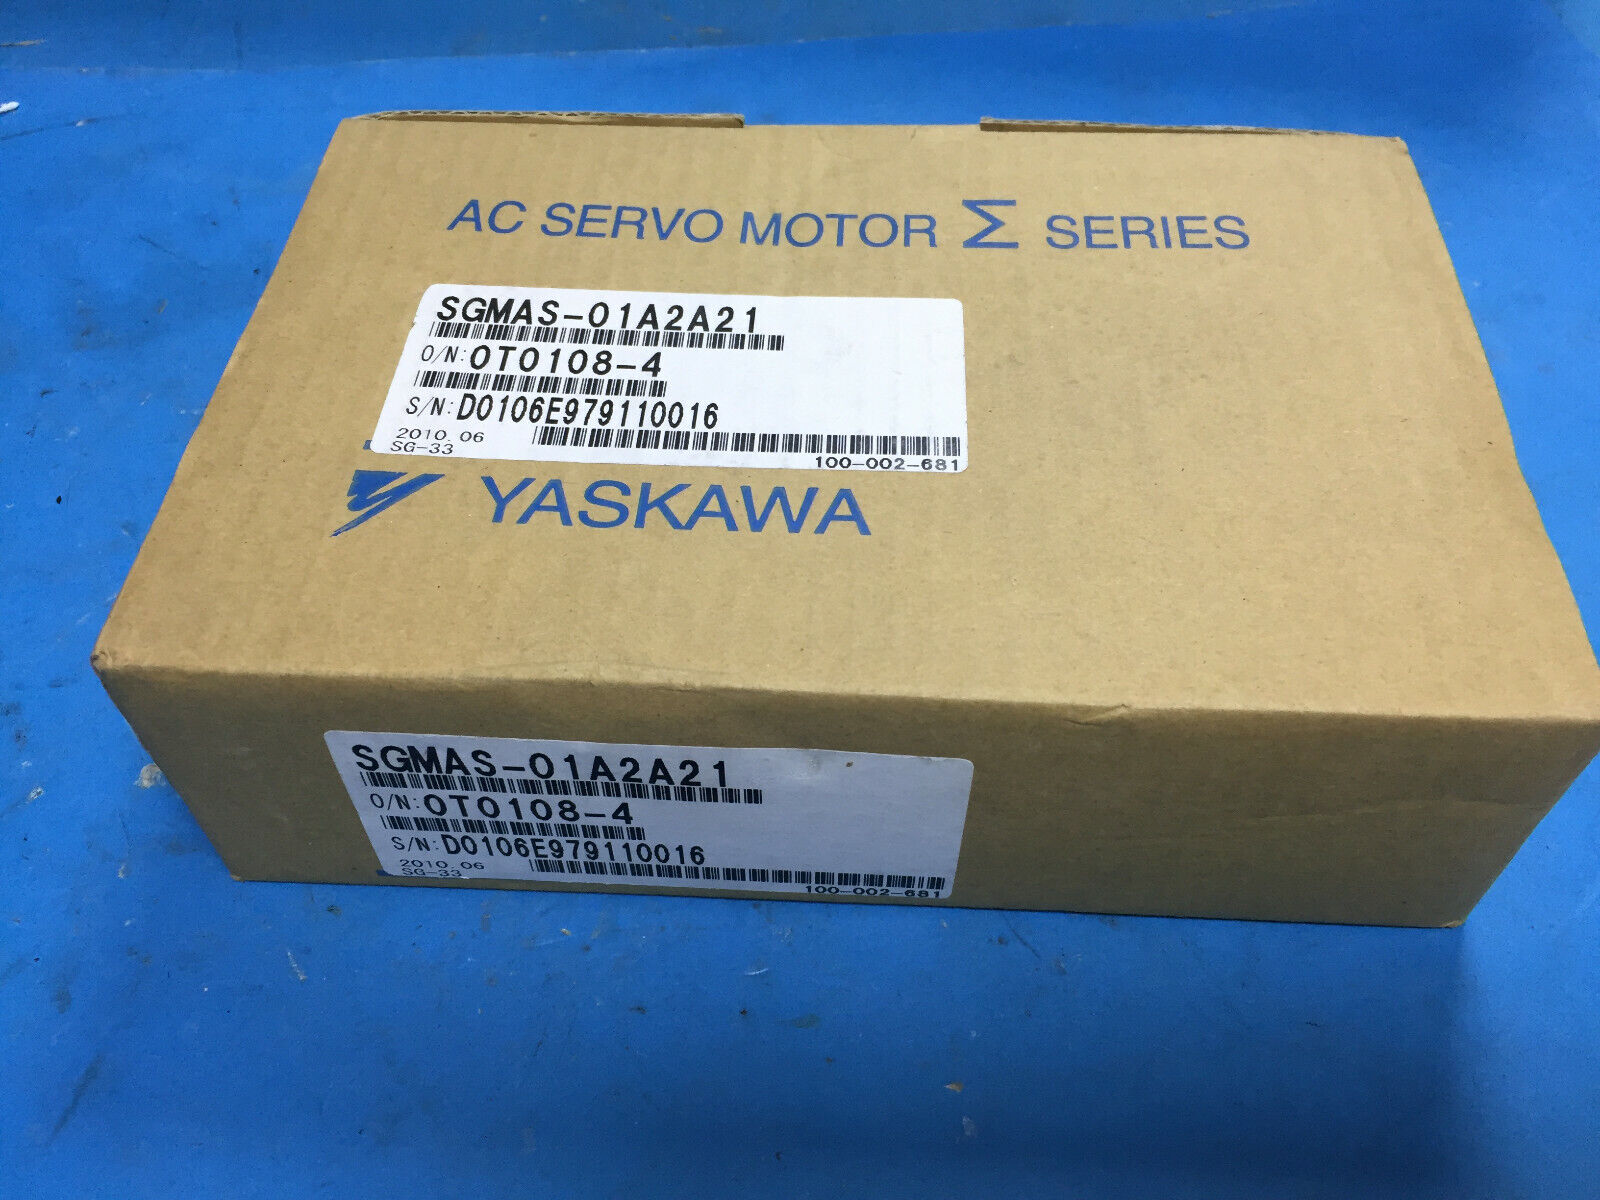 AC SERVO MOTOR Σ SERIES
SGMAS-01A2A21
O/N: 0T0108-4
S/N: D0106E979110016
2010.06
SG-33
100-002-681
YASKAWA
SGMAS-01A2A21
O/N: 0T0108-4
S/N: D0106E979110016
2010.06
SG-33
100-002-681